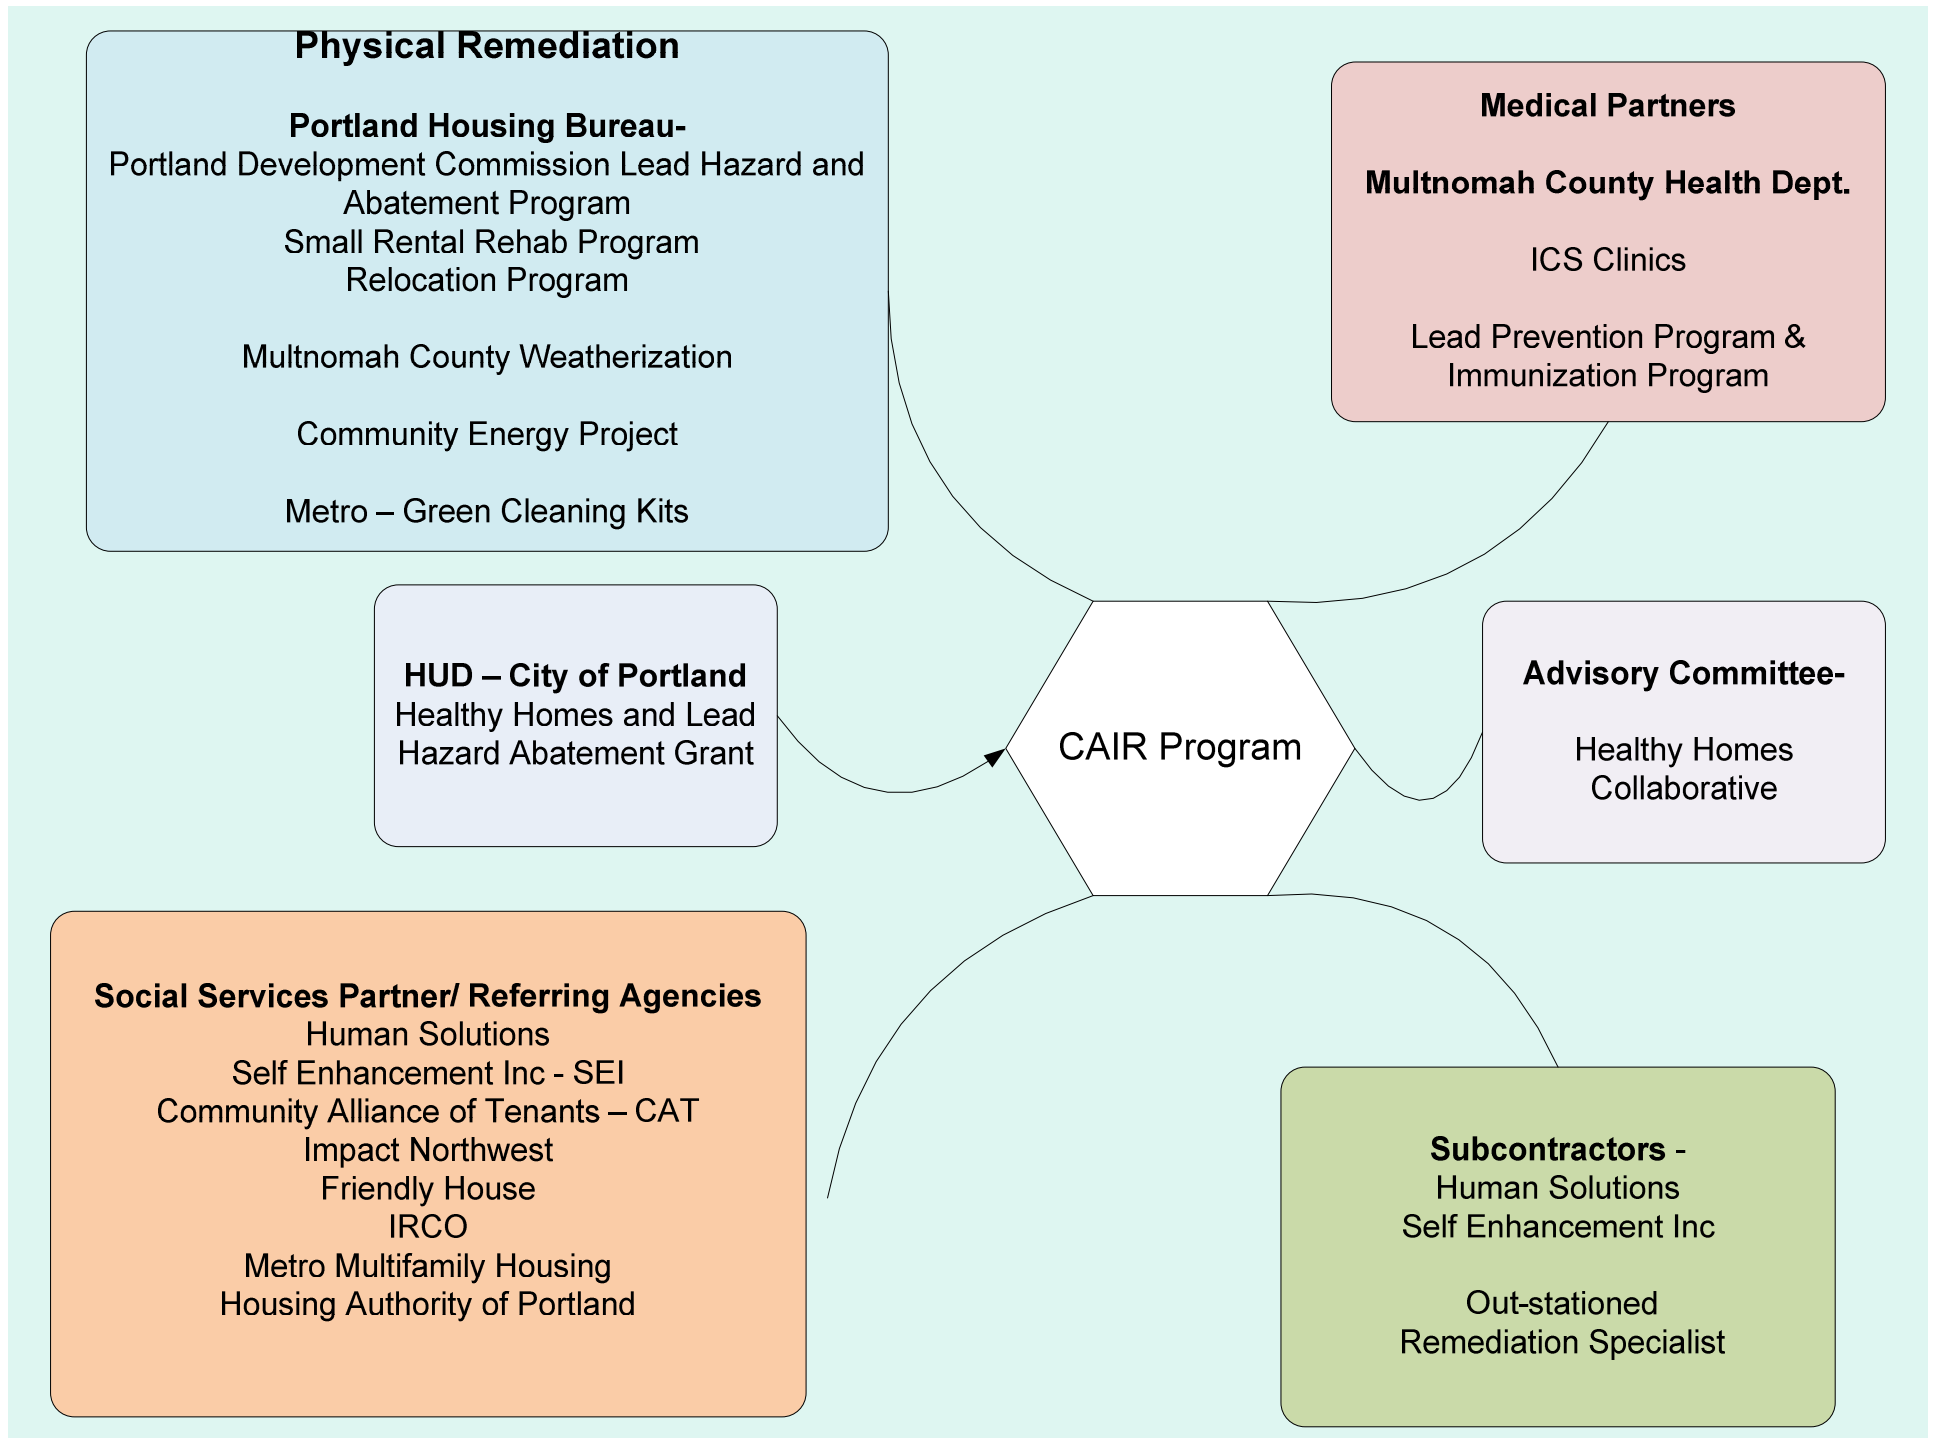 Physical Remediation
Portland Housing Bureau-
Portland Development Commission Lead Hazard and
Abatement Program
Small Rental Rehab Program
Relocation Program
Multnomah County Weatherization
Community Energy Project
Metro – Green Cleaning Kits
Medical Partners
Multnomah County Health Dept.
ICS Clinics
Lead Prevention Program &
Immunization Program
HUD – City of Portland
Healthy Homes and Lead
Hazard Abatement Grant
CAIR Program
Advisory Committee-
Healthy Homes
Collaborative
Social Services Partner/ Referring Agencies
Human Solutions
Self Enhancement Inc - SEI
Community Alliance of Tenants – CAT
Impact Northwest
Friendly House
IRCO
Metro Multifamily Housing
Housing Authority of Portland
Subcontractors -
Human Solutions
Self Enhancement Inc
Out-stationed
Remediation Specialist